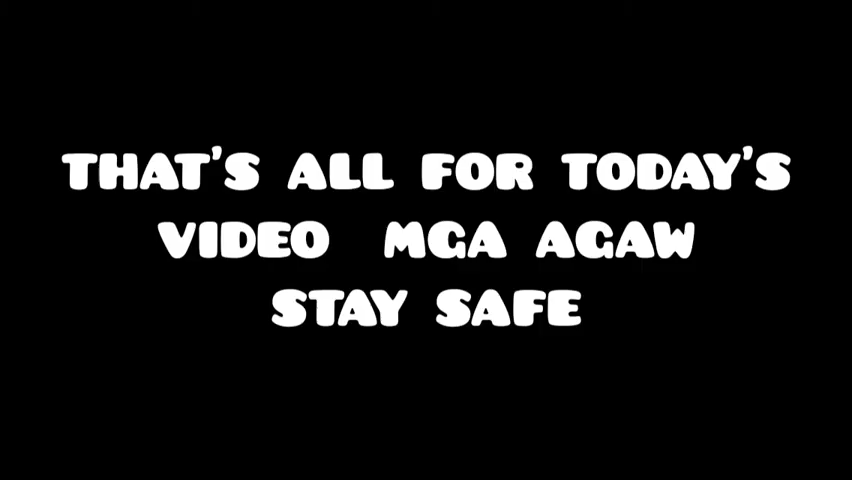 THAT'S ALL FOR TODAY'S
VIDEO MGA AGAW
STAY SAFE